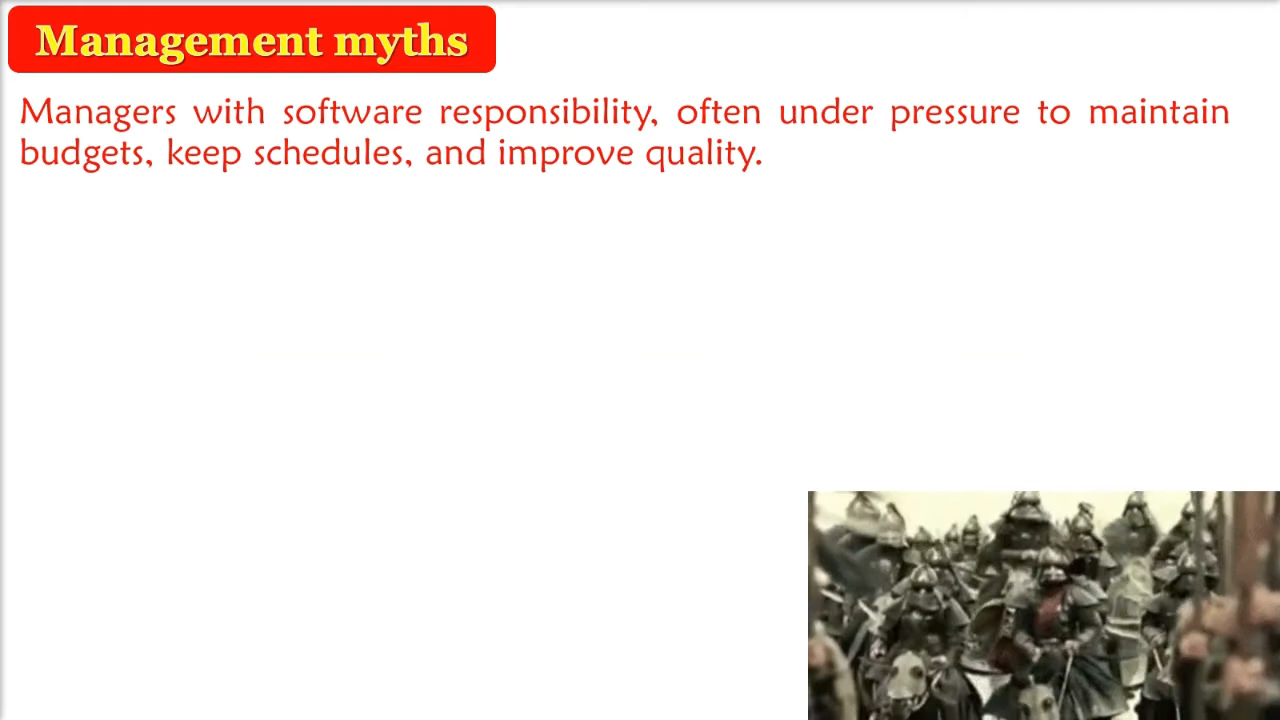 Management myths
Managers with software responsibility, often under pressure to maintain
budgets, keep schedules, and improve quality.